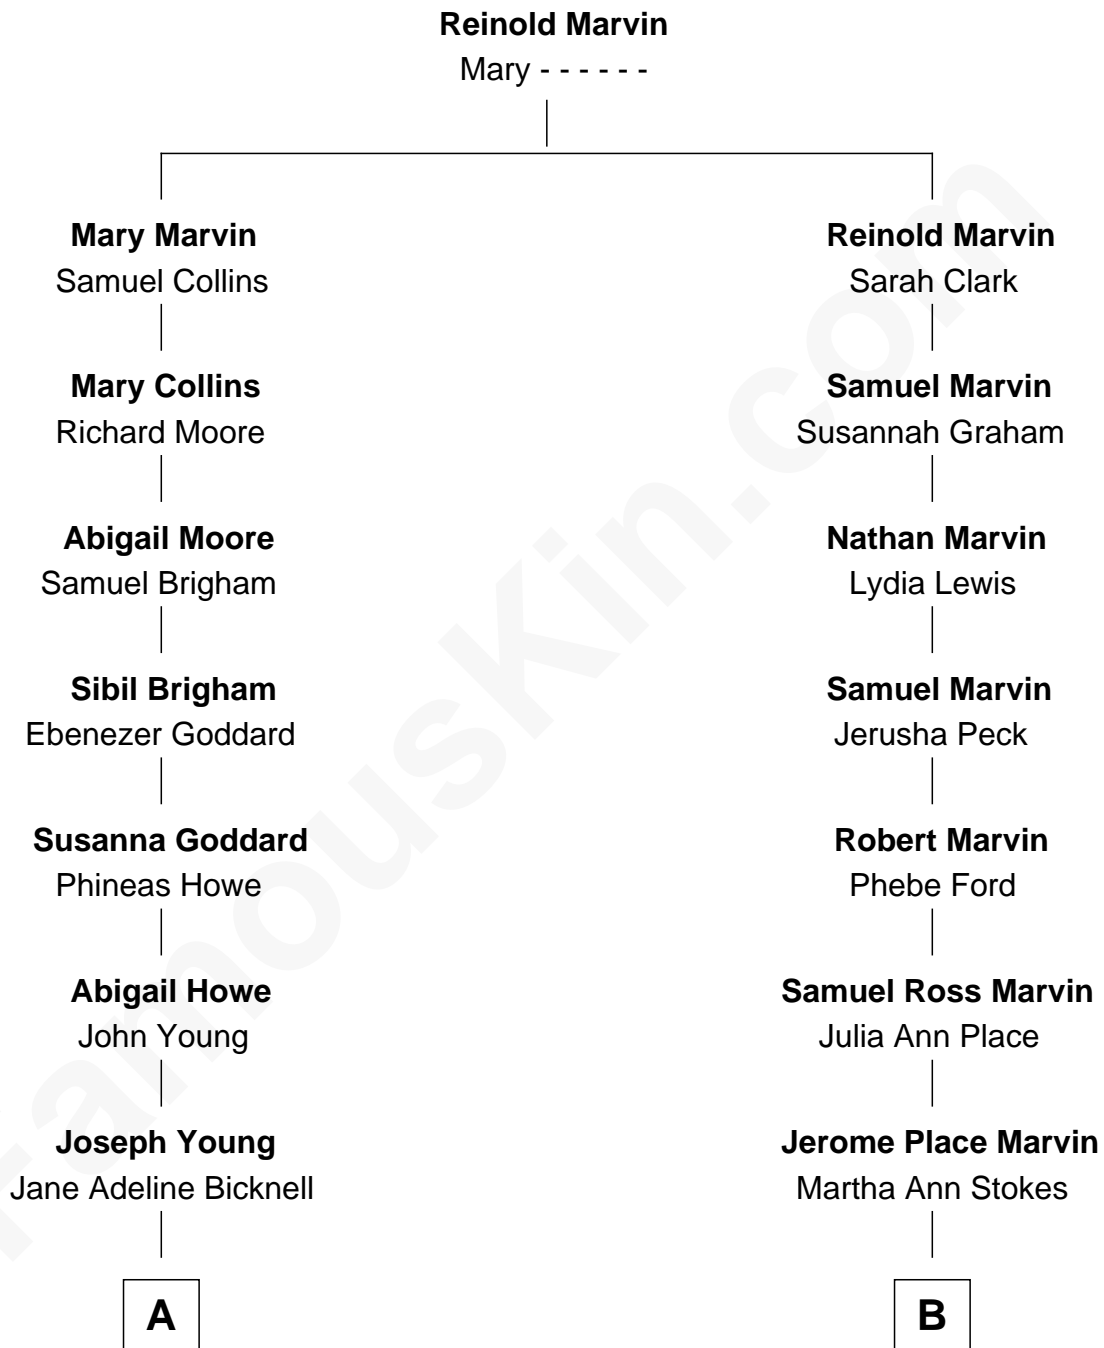 Reinold Marvin
Mary - - - - - -
Mary Marvin
Samuel Collins
Reinold Marvin
Sarah Clark
Mary Collins
Richard Moore
Samuel Marvin
Susannah Graham
Abigail Moore
Samuel Brigham
Nathan Marvin
Lydia Lewis
Sibil Brigham
Ebenezer Goddard
Samuel Marvin
Jerusha Peck
Susanna Goddard
Phineas Howe
Robert Marvin
Phebe Ford
Abigail Howe
John Young
Samuel Ross Marvin
Julia Ann Place
Joseph Young
Jane Adeline Bicknell
Jerome Place Marvin
Martha Ann Stokes
A
B
FamousKin.com